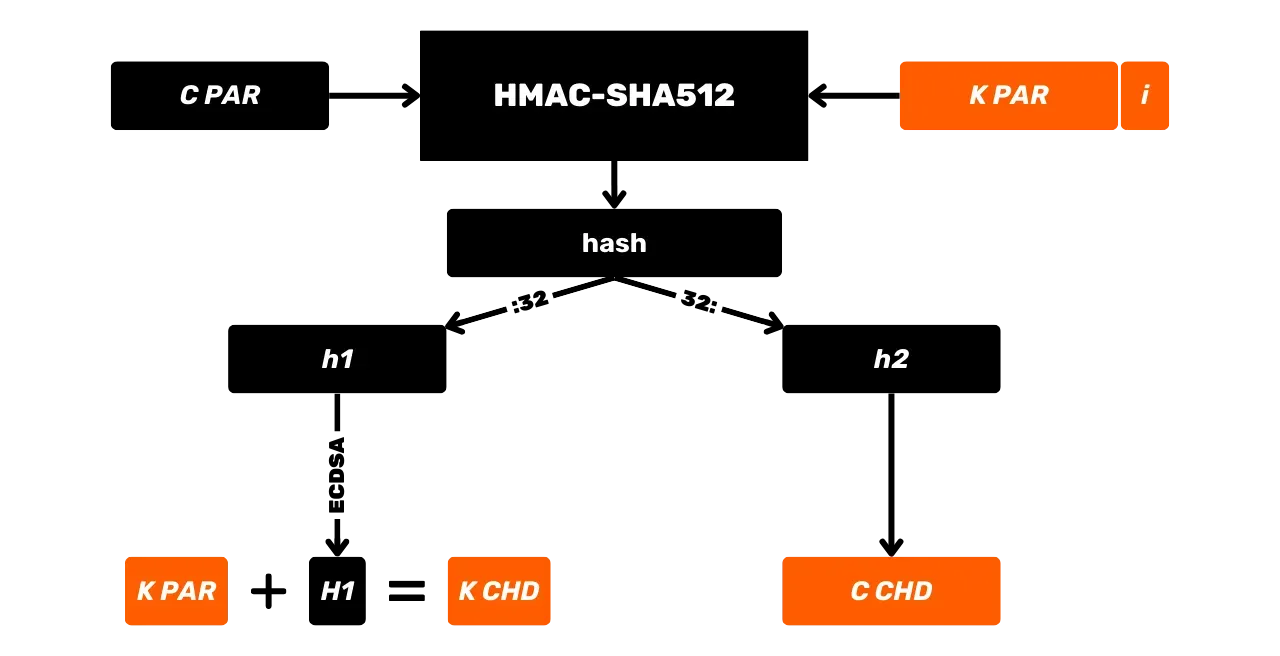 C PAR
HMAC-SHA512
K PAR
i
hash
:32
32:
h1
h2
ECDSA
K PAR
+
H1
=
K CHD
C CHD